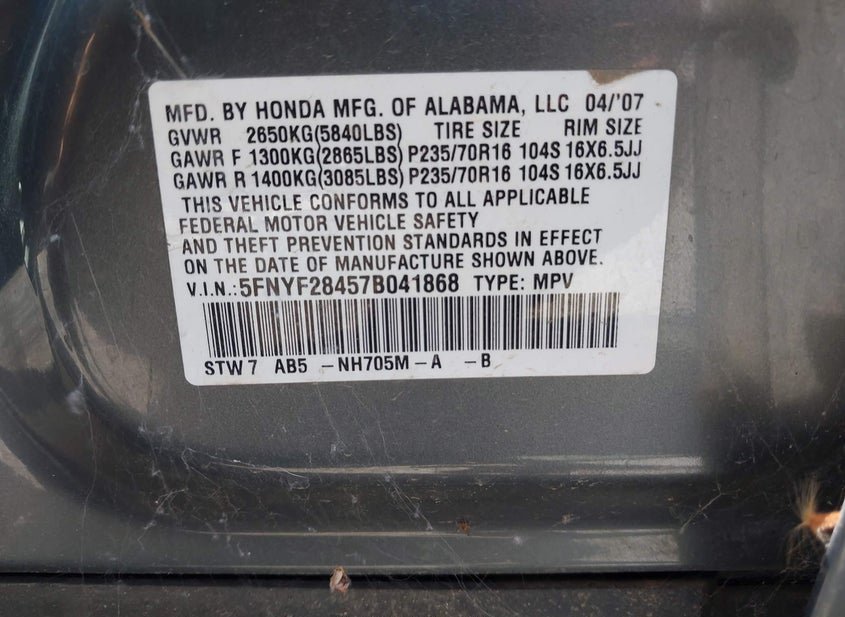 MFD. BY HONDA MFG. OF ALABAMA, LLC 04/'07
GVWR 2650KG(5840LBS) TIRE SIZE RIM SIZE
GAWR F 1300KG(2865LBS) P235/70R16 104S 16X6.5JJ
GAWR R 1400KG(3085LBS) P235/70R16 104S 16X6.5JJ
THIS VEHICLE CONFORMS TO ALL APPLICABLE
FEDERAL MOTOR VEHICLE SAFETY
AND THEFT PREVENTION STANDARDS IN EFFECT
ON THE DATE OF MANUFACTURE SHOWN ABOVE.
V.I.N.:5FNYF28457B041868 TYPE: MPV
STW7 AB5 -NH705M-A -B